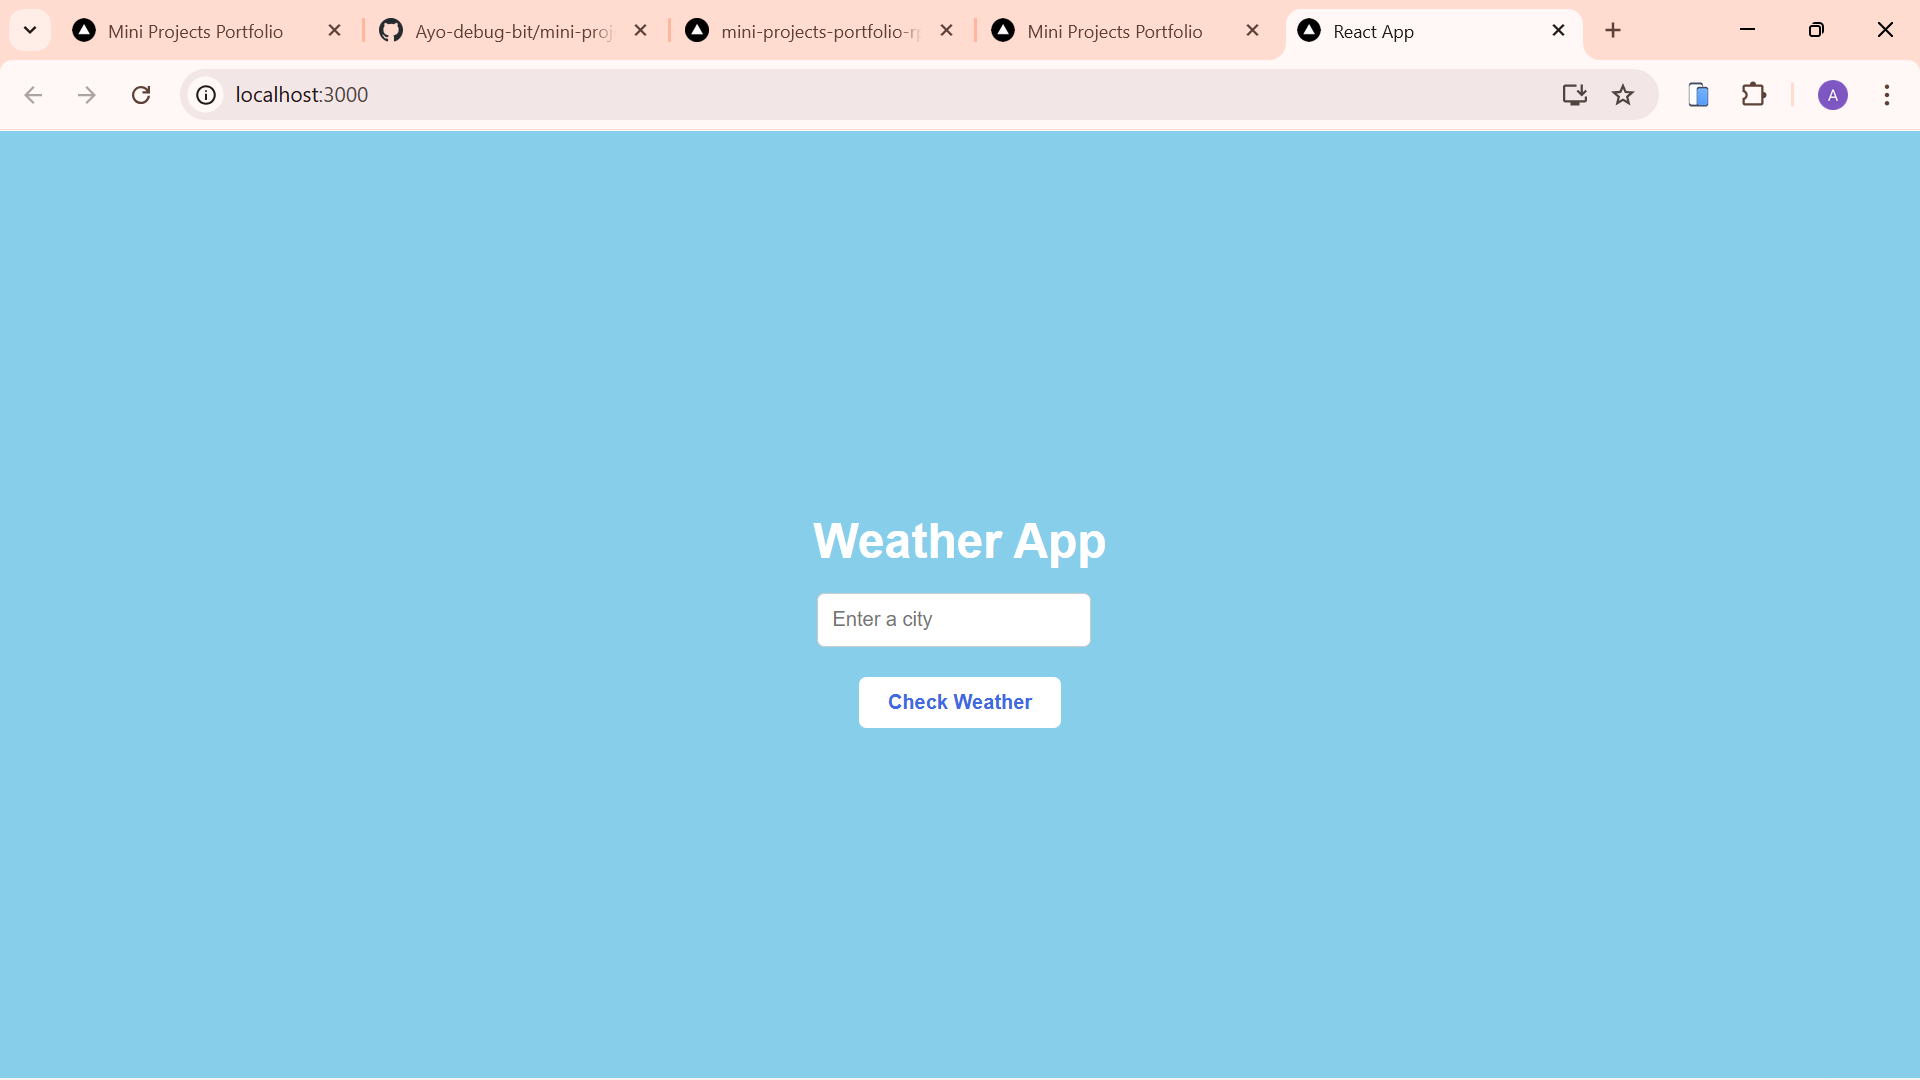 Mini Projects Portfolio
Ayo-debug-bit/mini-proj
mini-projects-portfolio-r
Mini Projects Portfolio
React App
localhost:3000
A
Weather App
Enter a city
Check Weather